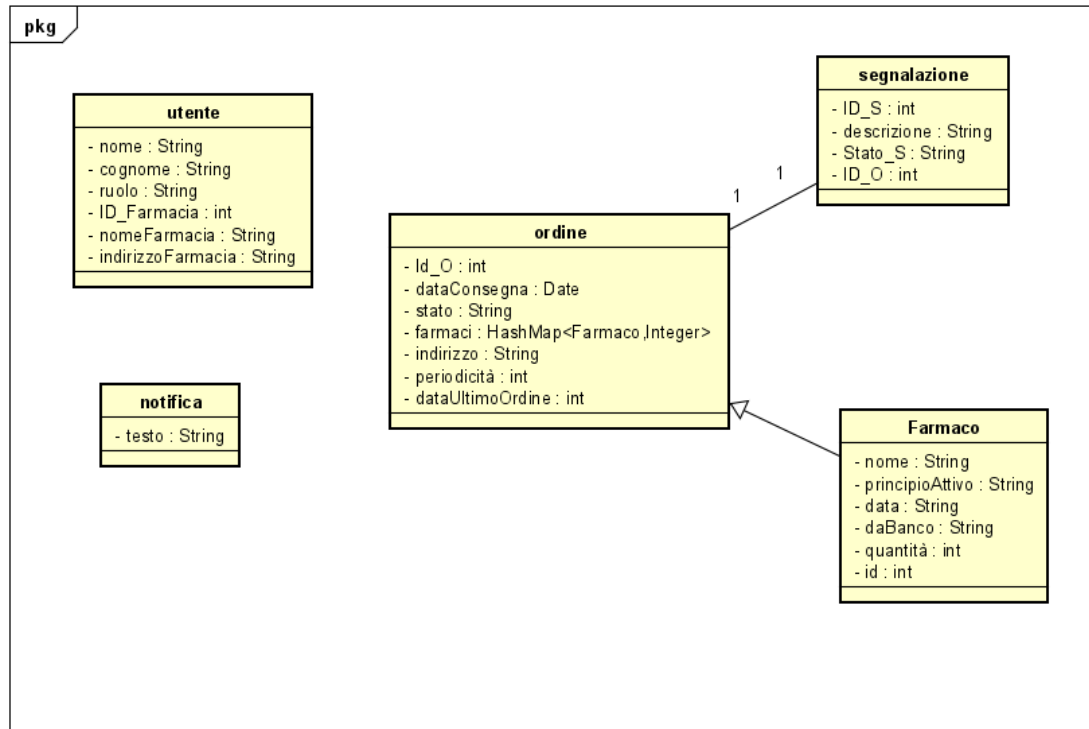 pkg
utente
- nome : String
- cognome : String
- ruolo : String
- ID_Farmacia : int
- nomeFarmacia : String
- indirizzoFarmacia : String
notifica
- testo : String
ordine
- Id_O : int
- dataConsegna : Date
- stato : String
- farmaci : HashMap<Farmaco,Integer>
- indirizzo : String
- periodicità : int
- dataUltimoOrdine : int
1
1
segnalazione
- ID_S : int
- descrizione : String
- Stato_S : String
- ID_O : int
Farmaco
- nome : String
- principioAttivo : String
- data : String
- daBanco : String
- quantità : int
- id : int